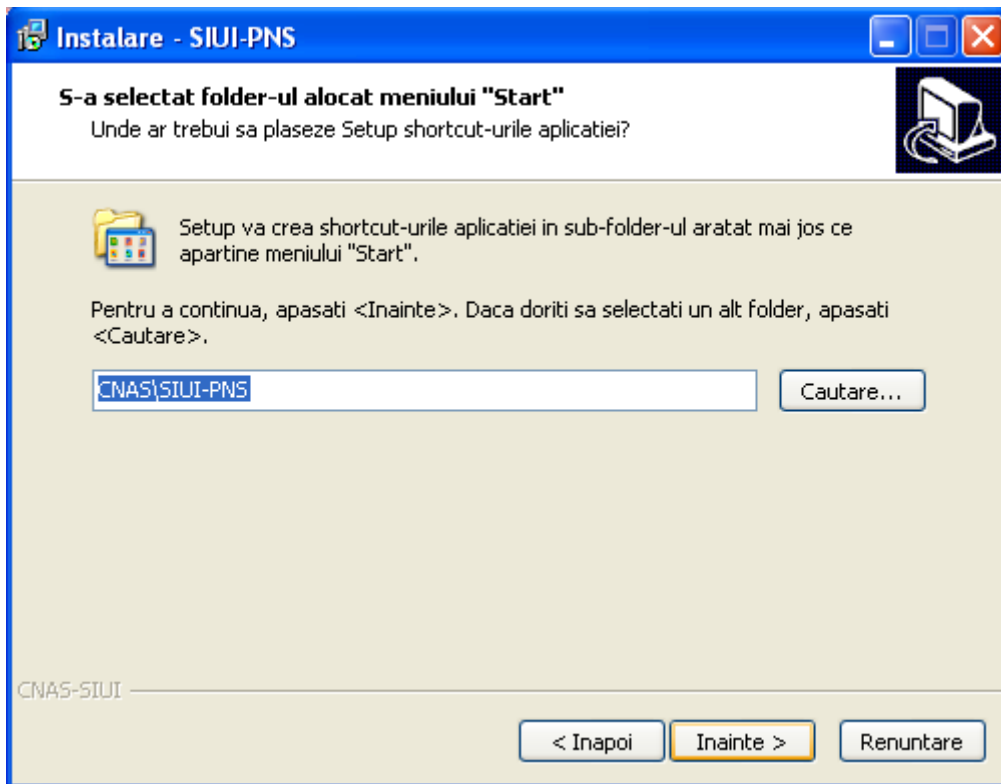 Instalare - SIUI-PNS
S-a selectat folder-ul alocat meniului "Start"
Unde ar trebui sa plaseze Setup shortcut-urile aplicatiei?
Setup va crea shortcut-urile aplicatiei in sub-folder-ul aratat mai jos ce
apartine meniului "Start".
Pentru a continua, apasati <Inainte>. Daca doriti sa selectati un alt folder, apasati
<Cautare>.
CNAS\SIUI-PNS
Cautare...
CNAS-SIUI
< Inapoi
Inainte >
Renuntare